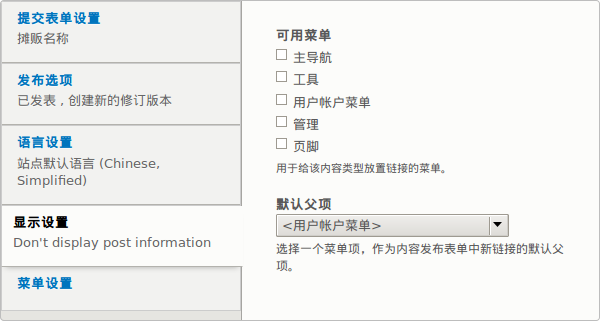 提交表单设置
摊贩名称
发布选项
已发表，创建新的修订版本
语言设置
站点默认语言 (Chinese,
Simplified)
显示设置
Don't display post information
菜单设置
可用菜单
主导航
工具
用户帐户菜单
管理
页脚
用于给该内容类型放置链接的菜单。
默认父项
<用户帐户菜单>
选择一个菜单项，作为内容发布表单中新链接的默认父
项。